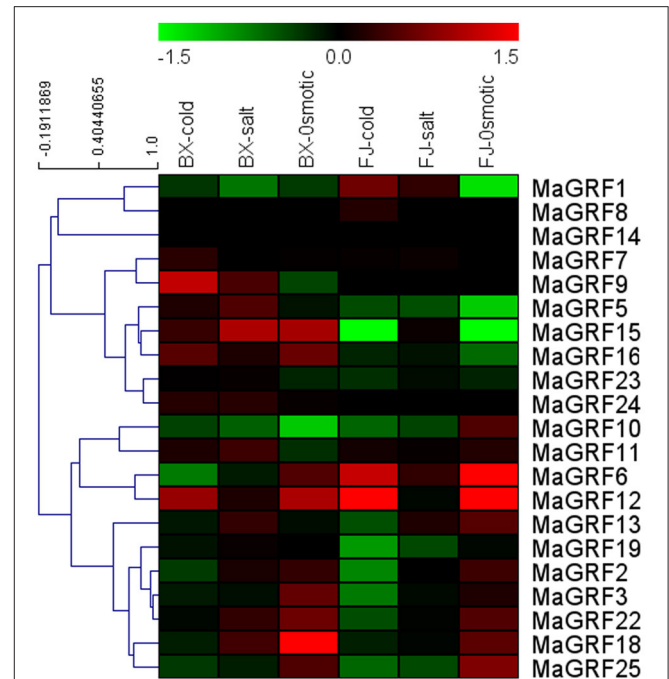 -1.5 0.0 1.5
-0.1911869
0.40440655
1.0
BX-cold
BX-salt
BX-0smotic
FJ-cold
FJ-salt
FJ-0smotic
MaGRF1
MaGRF8
MaGRF14
MaGRF7
MaGRF9
MaGRF5
MaGRF15
MaGRF16
MaGRF23
MaGRF24
MaGRF10
MaGRF11
MaGRF6
MaGRF12
MaGRF13
MaGRF19
MaGRF2
MaGRF3
MaGRF22
MaGRF18
MaGRF25